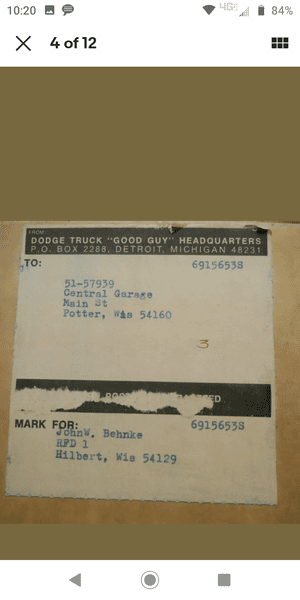 10:20
4G
84%
4 of 12
FROM
DODGE TRUCK "GOOD GUY" HEADQUARTERS
P.O. BOX 2288, DETROIT, MICHIGAN 48231
TO:
6915653S
51-57939
Central Garage
Main St
Potter, Wis 54160
3
MARK FOR:
6915653S
JohnW. Behnke
RFD 1
Hilbert, Wis 54129